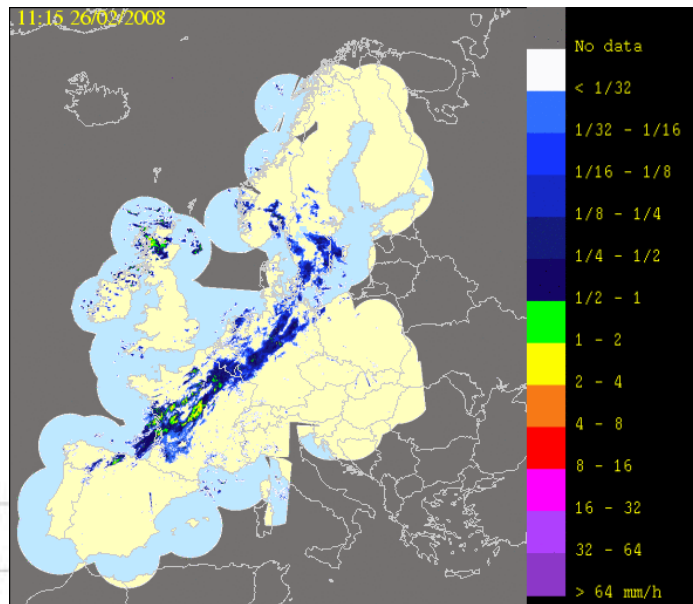 11:15 26/02/2008
No data
< 1/32
1/32 - 1/16
1/16 - 1/8
1/8 - 1/4
1/4 - 1/2
1/2 - 1
1 - 2
2 - 4
4 - 8
8 - 16
16 - 32
32 - 64
> 64 mm/h